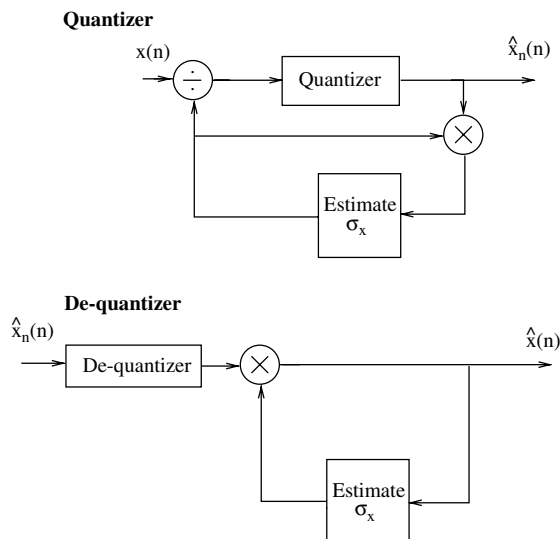 Quantizer
x(n)
x̂ₙ(n)
÷
Quantizer
×
Estimate
σₓ
De-quantizer
x̂ₙ(n)
x̂(n)
De-quantizer
×
Estimate
σₓ